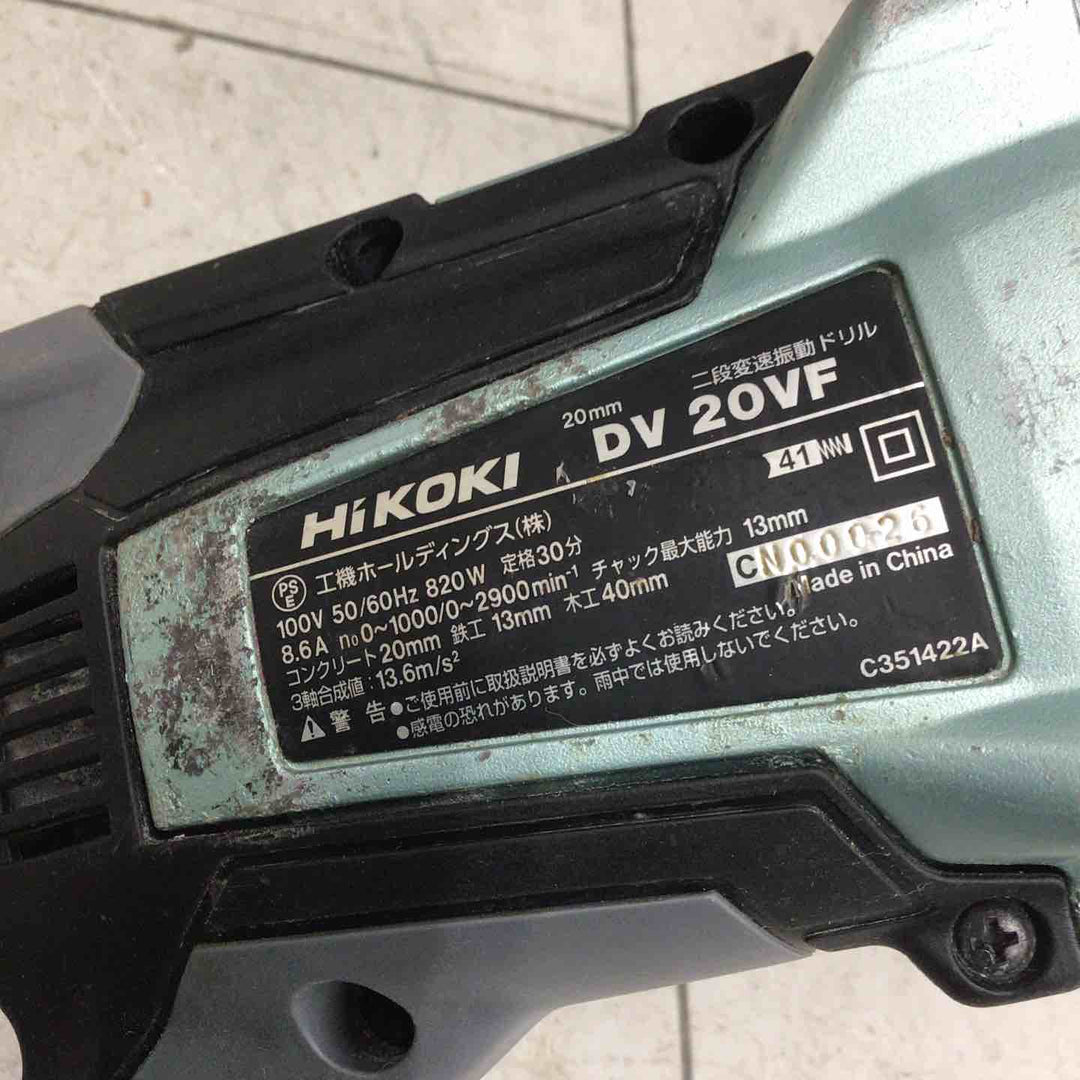 二段変速振動ドリル
20mm DV 20VF
HiKOKI
41
PS E 工機ホールディングス(株)
100V 50/60Hz 820W 定格30分
8.6A n₀0~1000/0~2900min⁻¹ チャック最大能力 13mm
コンクリート20mm 鉄工 13mm 木工40mm
3軸合成値:13.6m/s²
Made in China
⚠警告 ●ご使用前に取扱説明書を必ずよくお読みください。
●感電の恐れがあります。雨中では使用しないでください。
C351422A